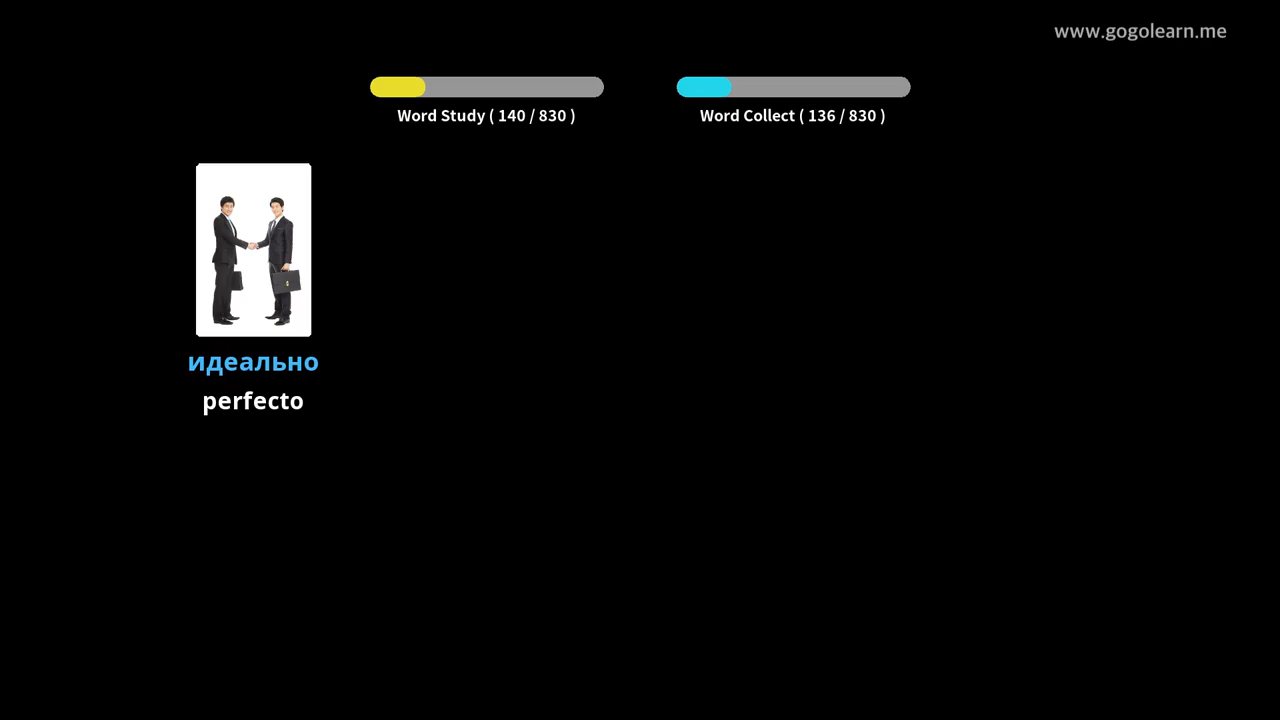 www.gogolearn.me
Word Study ( 140 / 830 )
Word Collect ( 136 / 830 )
идеально
perfecto